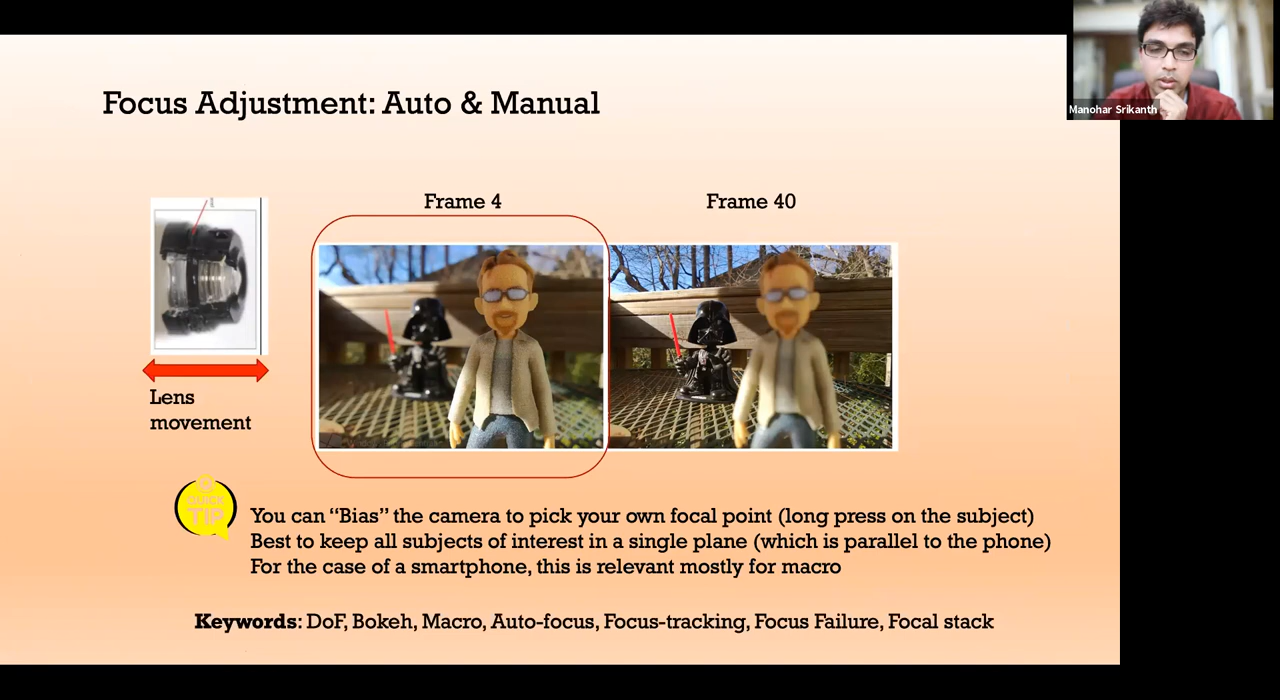 Manohar Srikanth
Focus Adjustment: Auto & Manual
Frame 4
Frame 40
Lens
movement
QUICK
TIP
You can “Bias” the camera to pick your own focal point (long press on the subject)
Best to keep all subjects of interest in a single plane (which is parallel to the phone)
For the case of a smartphone, this is relevant mostly for macro
Keywords: DoF, Bokeh, Macro, Auto-focus, Focus-tracking, Focus Failure, Focal stack